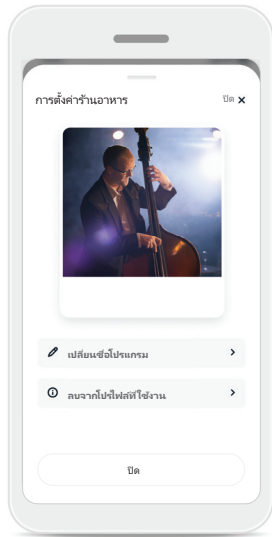 การตั้งค่าร้านอาหาร
ปิด ×
เปลี่ยนชื่อโปรแกรม
ลบจากโปรไฟล์ที่ใช้งาน
ปิด